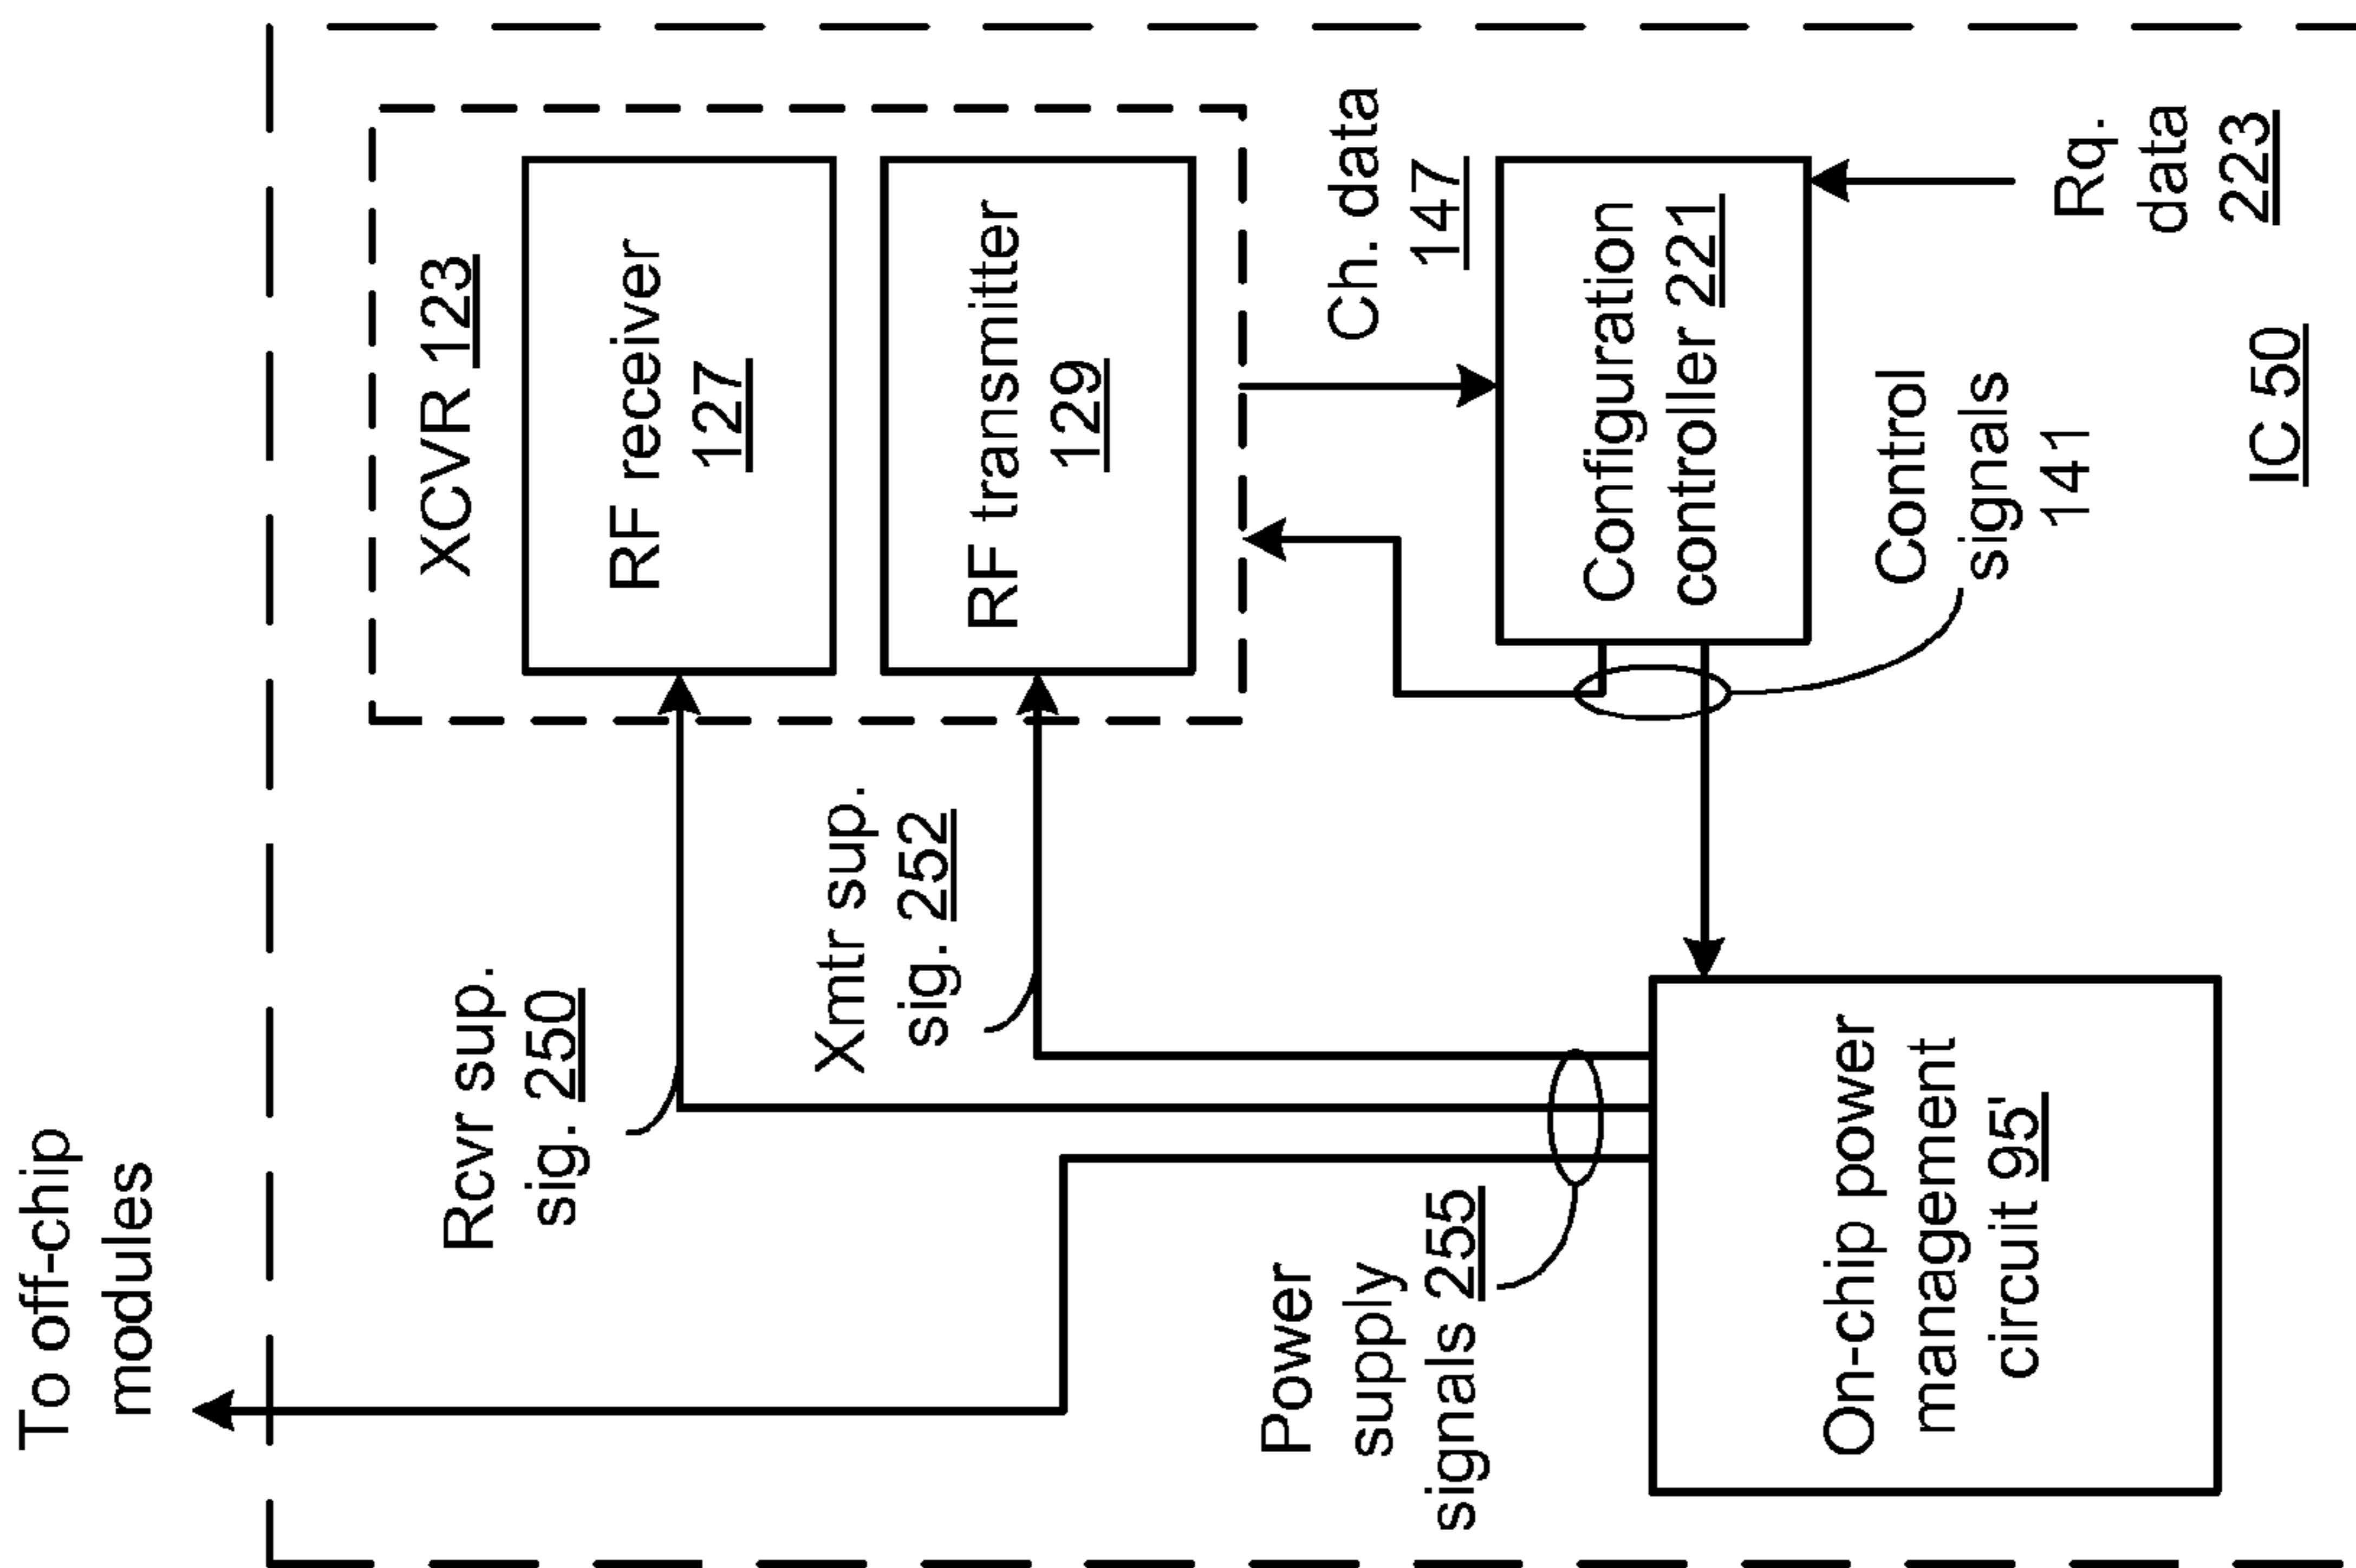 To off-chip
modules
Rcvr sup.
sig. 250
XCVR 123
RF receiver
127
Xmtr sup.
sig. 252
RF transmitter
129
Power
supply
signals 255
Ch. data
147
Configuration
controller 221
On-chip power
management
circuit 95'
Control
signals
141
Rq.
data
223
IC 50